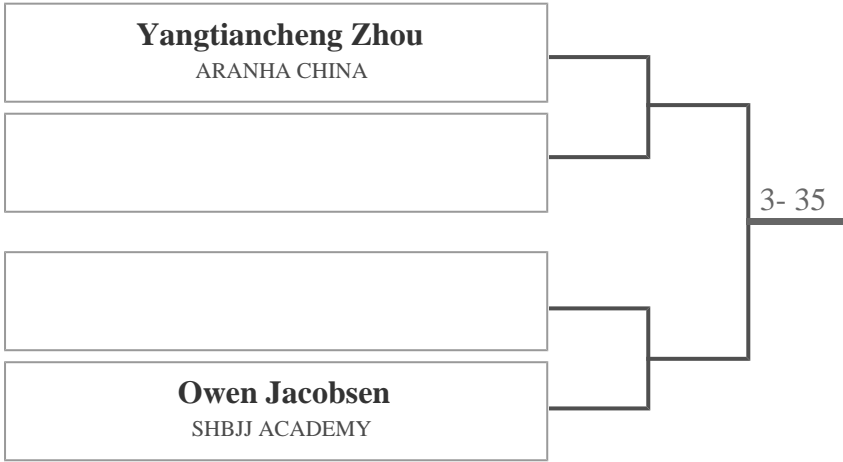 Yangtiancheng Zhou
ARANHA CHINA
3- 35
Owen Jacobsen
SHBJJ ACADEMY